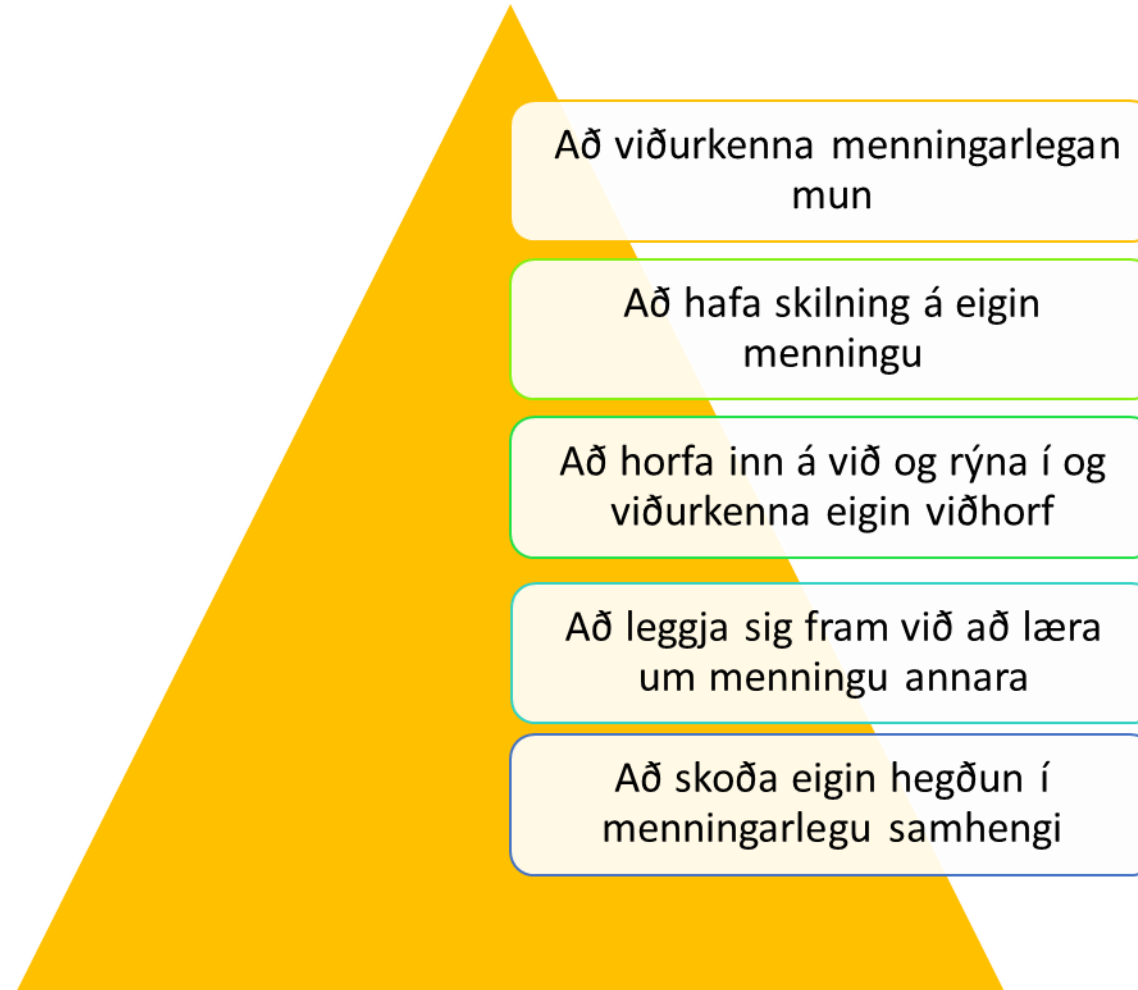 Að viðurkenna menningarlegan
mun
Að hafa skilning á eigin
menningu
Að horfa inn á við og rýna í og
viðurkenna eigin viðhorf
Að leggja sig fram við að læra
um menningu annara
Að skoða eigin hegðun í
menningarlegu samhengi